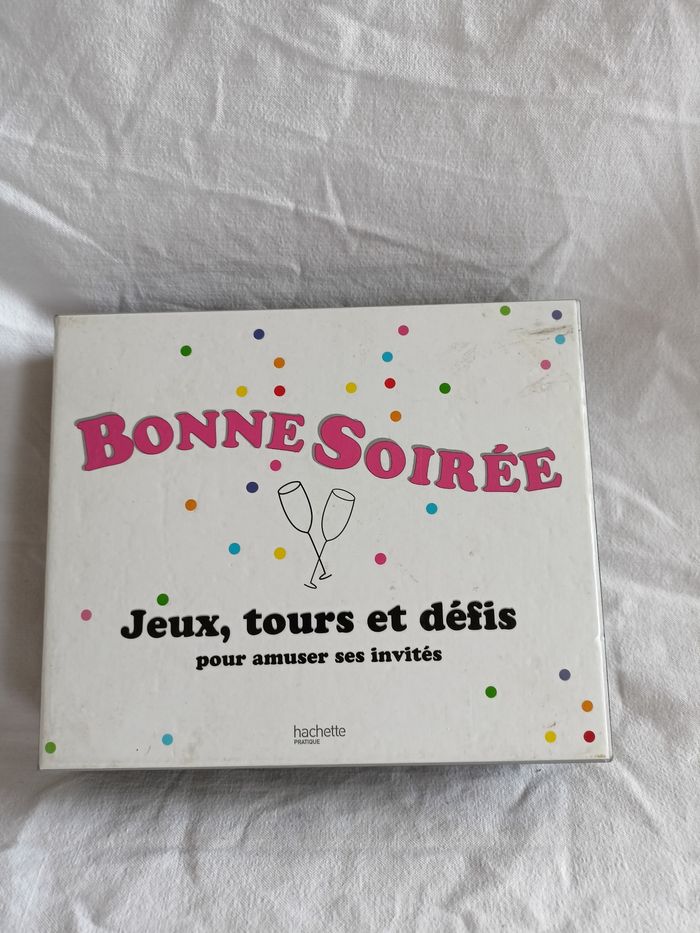 BONNE SOIRÉE
Jeux, tours et défis
pour amuser ses invités
hachette
PRATIQUE